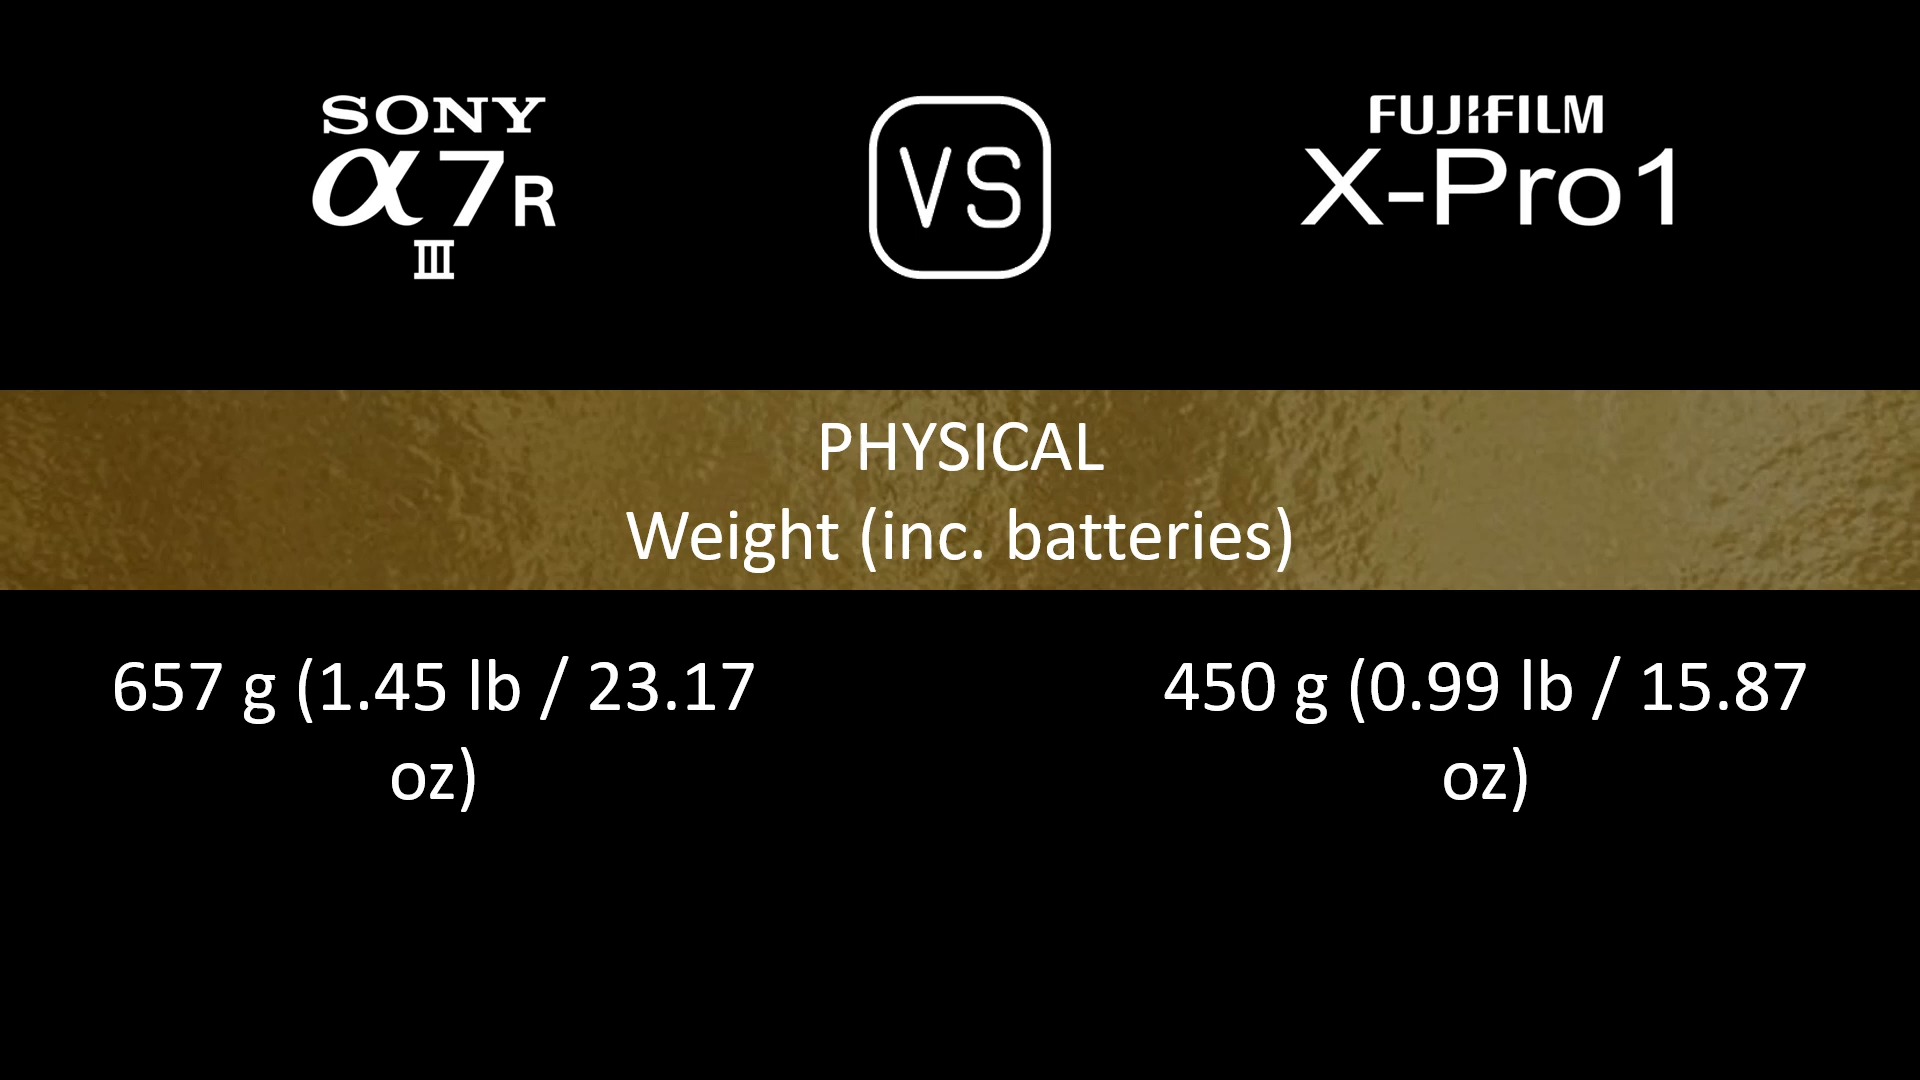 SONY
α7R
III
VS
FUJIFILM
X-Pro1
PHYSICAL
Weight (inc. batteries)
657 g (1.45 lb / 23.17
oz)
450 g (0.99 lb / 15.87
oz)